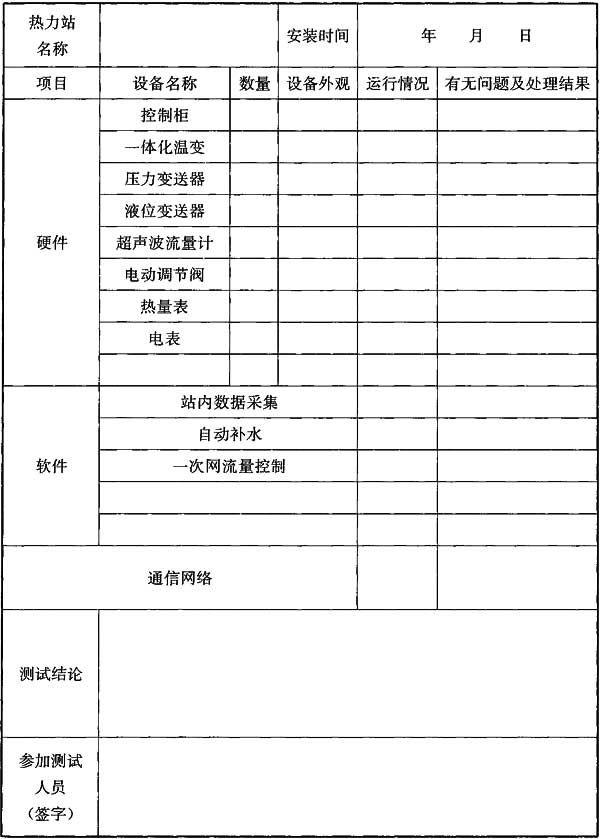 热力站
名称
安装时间
年 月 日
项目 设备名称 数量 设备外观 运行情况 有无问题及处理结果
硬件
控制柜
一体化温变
压力变送器
液位变送器
超声波流量计
电动调节阀
热量表
电表
软件
站内数据采集
自动补水
一次网流量控制
通信网络
测试结论
参加测试
人员
（签字）